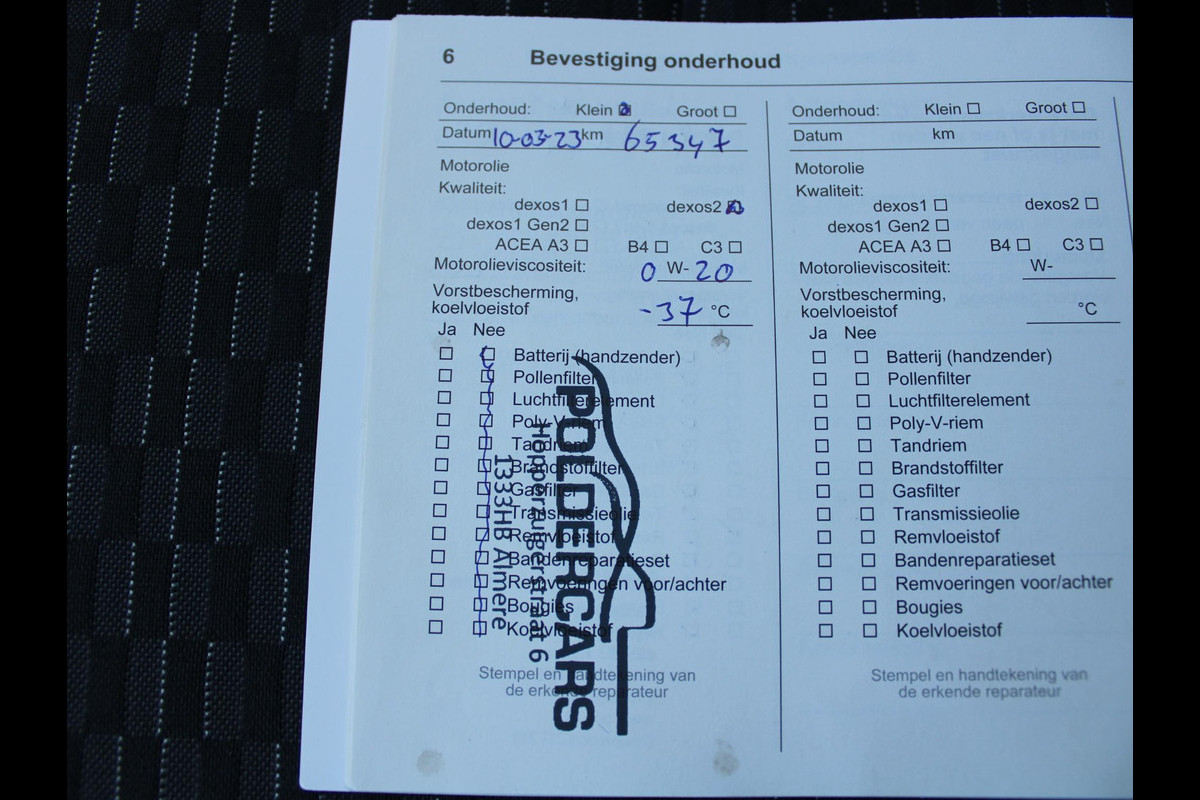 6 Bevestiging onderhoud
Onderhoud: Klein Groot
Datum 10-03-23 km 65347
Motorolie
Kwaliteit:
dexos1 dexos2
dexos1 Gen2
ACEA A3 B4 C3
Motorolieviscositeit: 0 W- 20
Vorstbescherming,
koelvloeistof -37 °C
Ja Nee
Batterij (handzender)
Pollenfilter
Luchtfilterelement
Poly-V-riem
Tandriem
Brandstoffilter
Gasfilter
Transmissieolie
Remvloeistof
Bandenreparatieset
Remvoeringen voor/achter
Bougies
Koelvloeistof
Stempel en handtekening van
de erkende reparateur
POLDERCARS
1333HB Almere
Onderhoud: Klein Groot
Datum km
Motorolie
Kwaliteit:
dexos1 dexos2
dexos1 Gen2
ACEA A3 B4 C3
Motorolieviscositeit: W-
Vorstbescherming,
koelvloeistof °C
Ja Nee
Batterij (handzender)
Pollenfilter
Luchtfilterelement
Poly-V-riem
Tandriem
Brandstoffilter
Gasfilter
Transmissieolie
Remvloeistof
Bandenreparatieset
Remvoeringen voor/achter
Bougies
Koelvloeistof
Stempel en handtekening van
de erkende reparateur